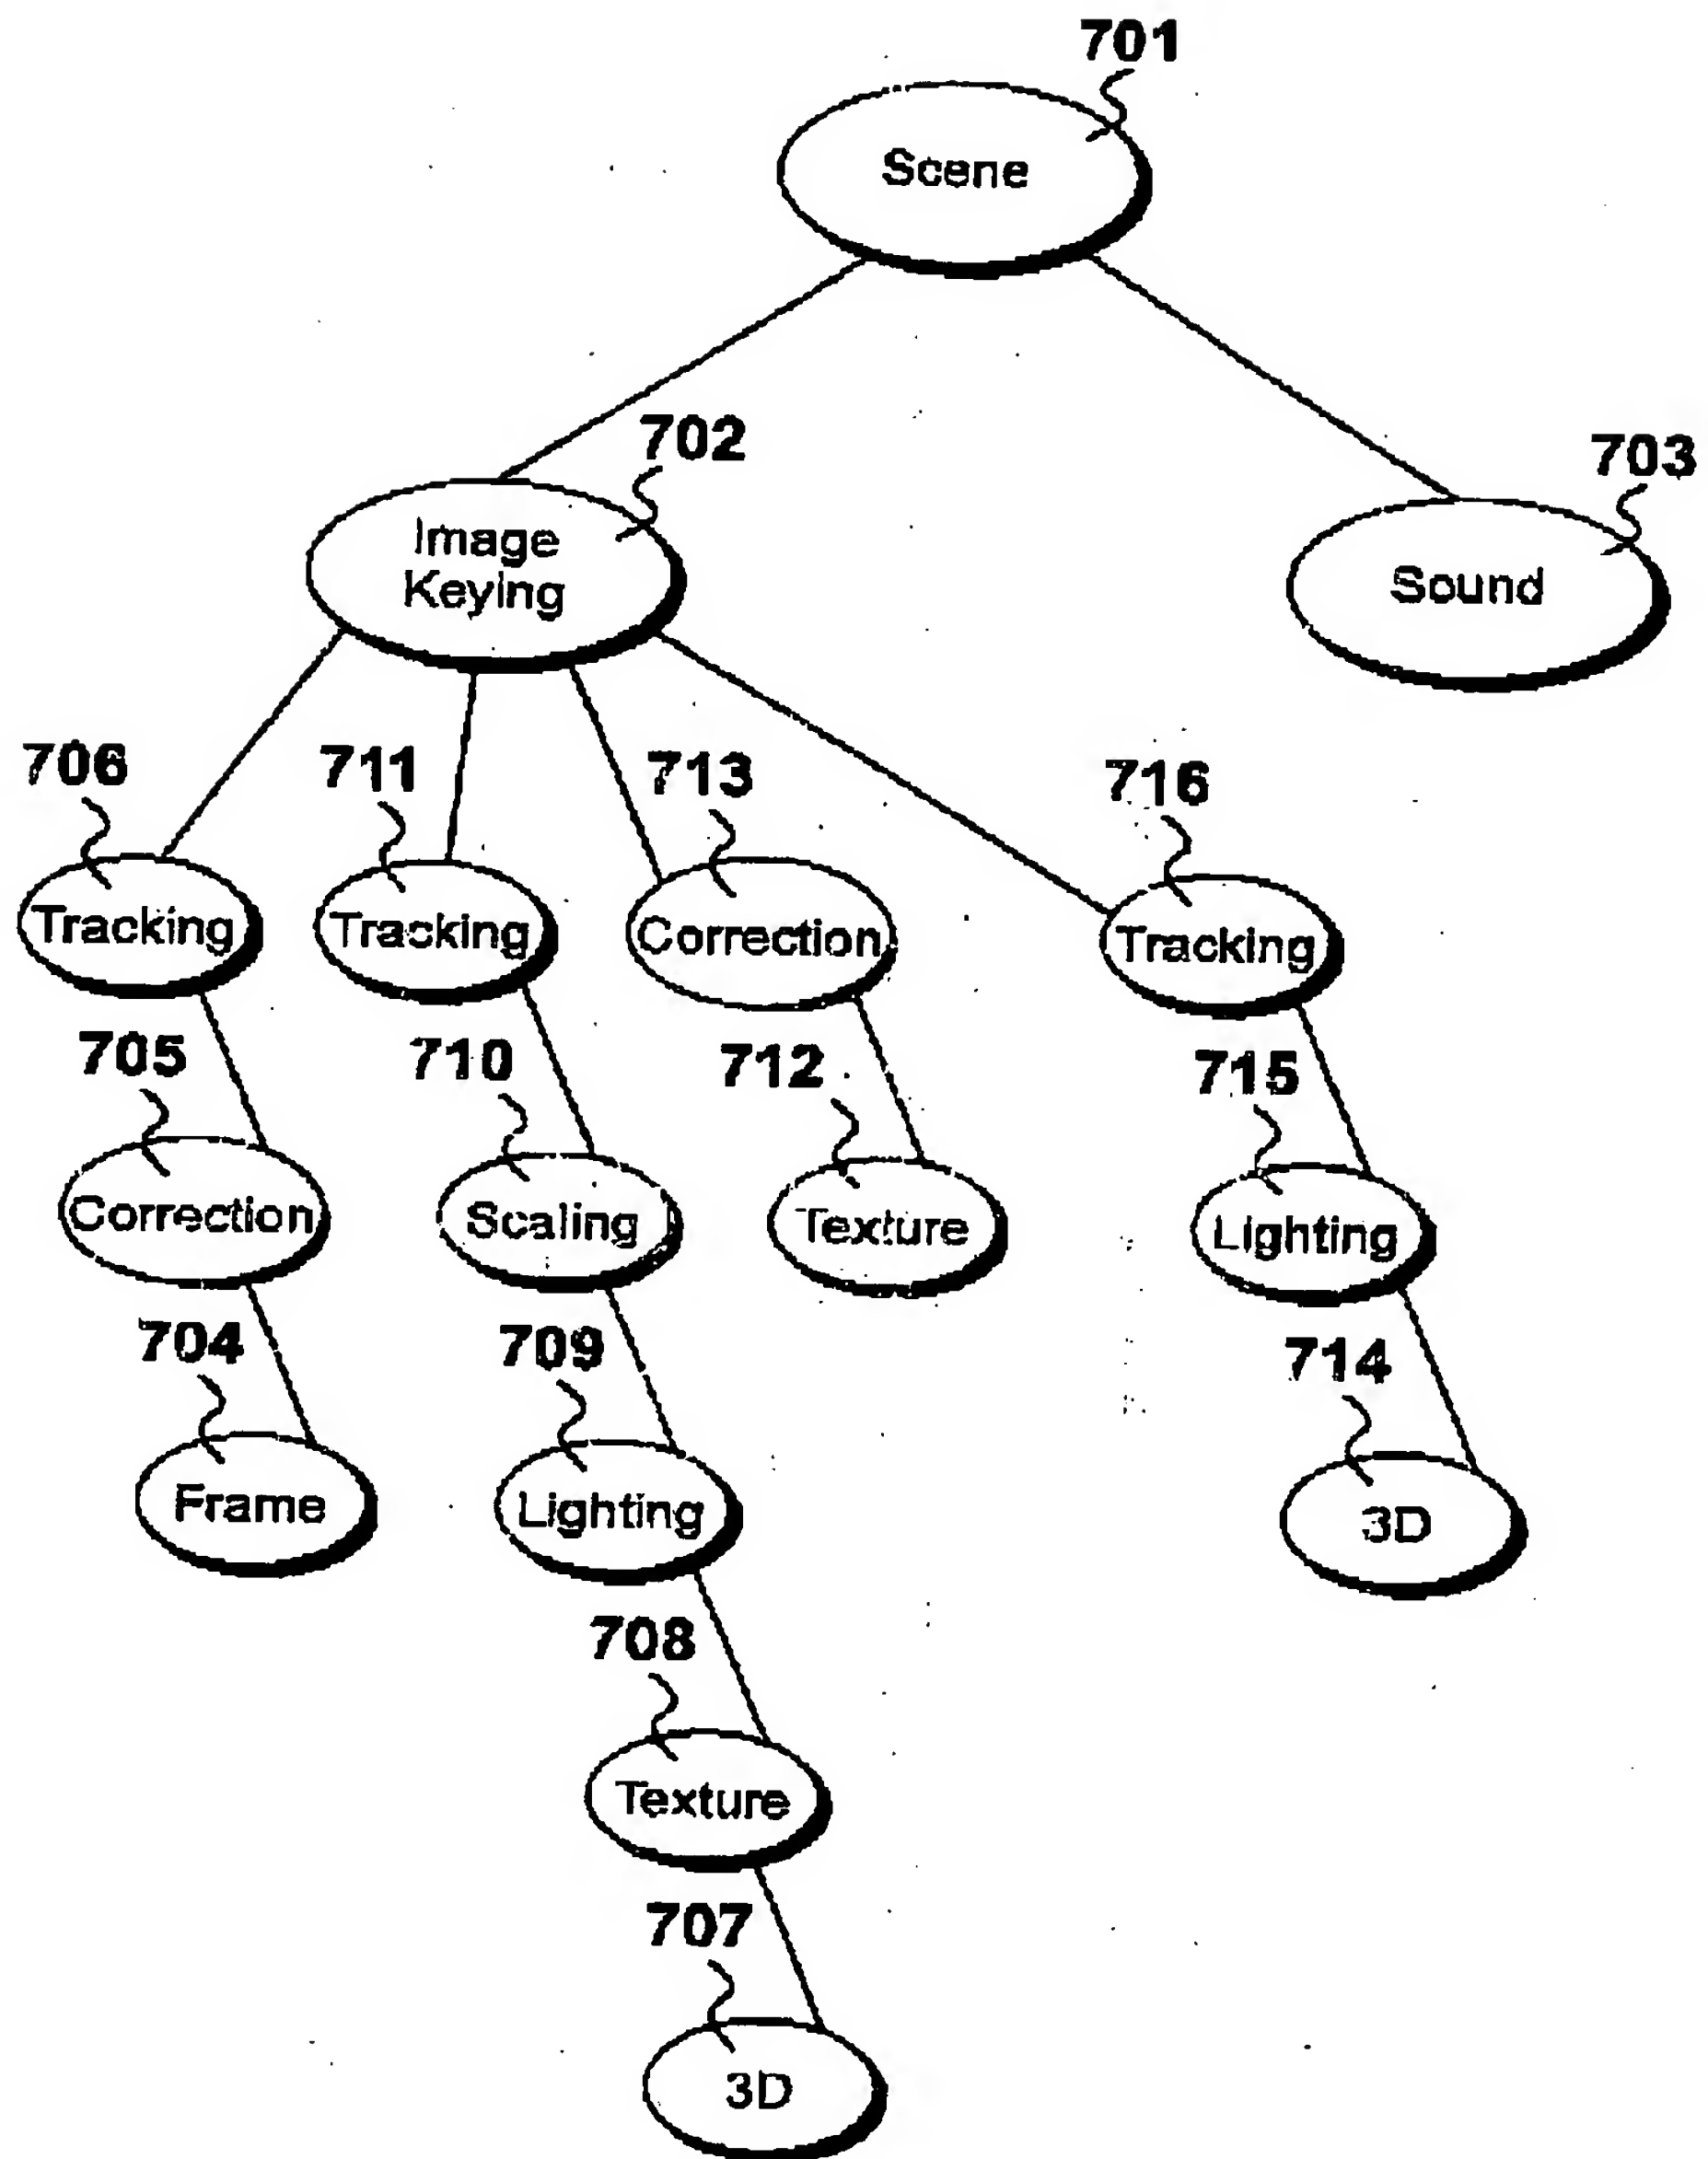 701
Scene
702
Image
Keying
703
Sound
706
Tracking
711
Tracking
713
Correction
716
Tracking
705
Correction
710
Scaling
712
Texture
715
Lighting
704
Frame
709
Lighting
714
3D
708
Texture
707
3D